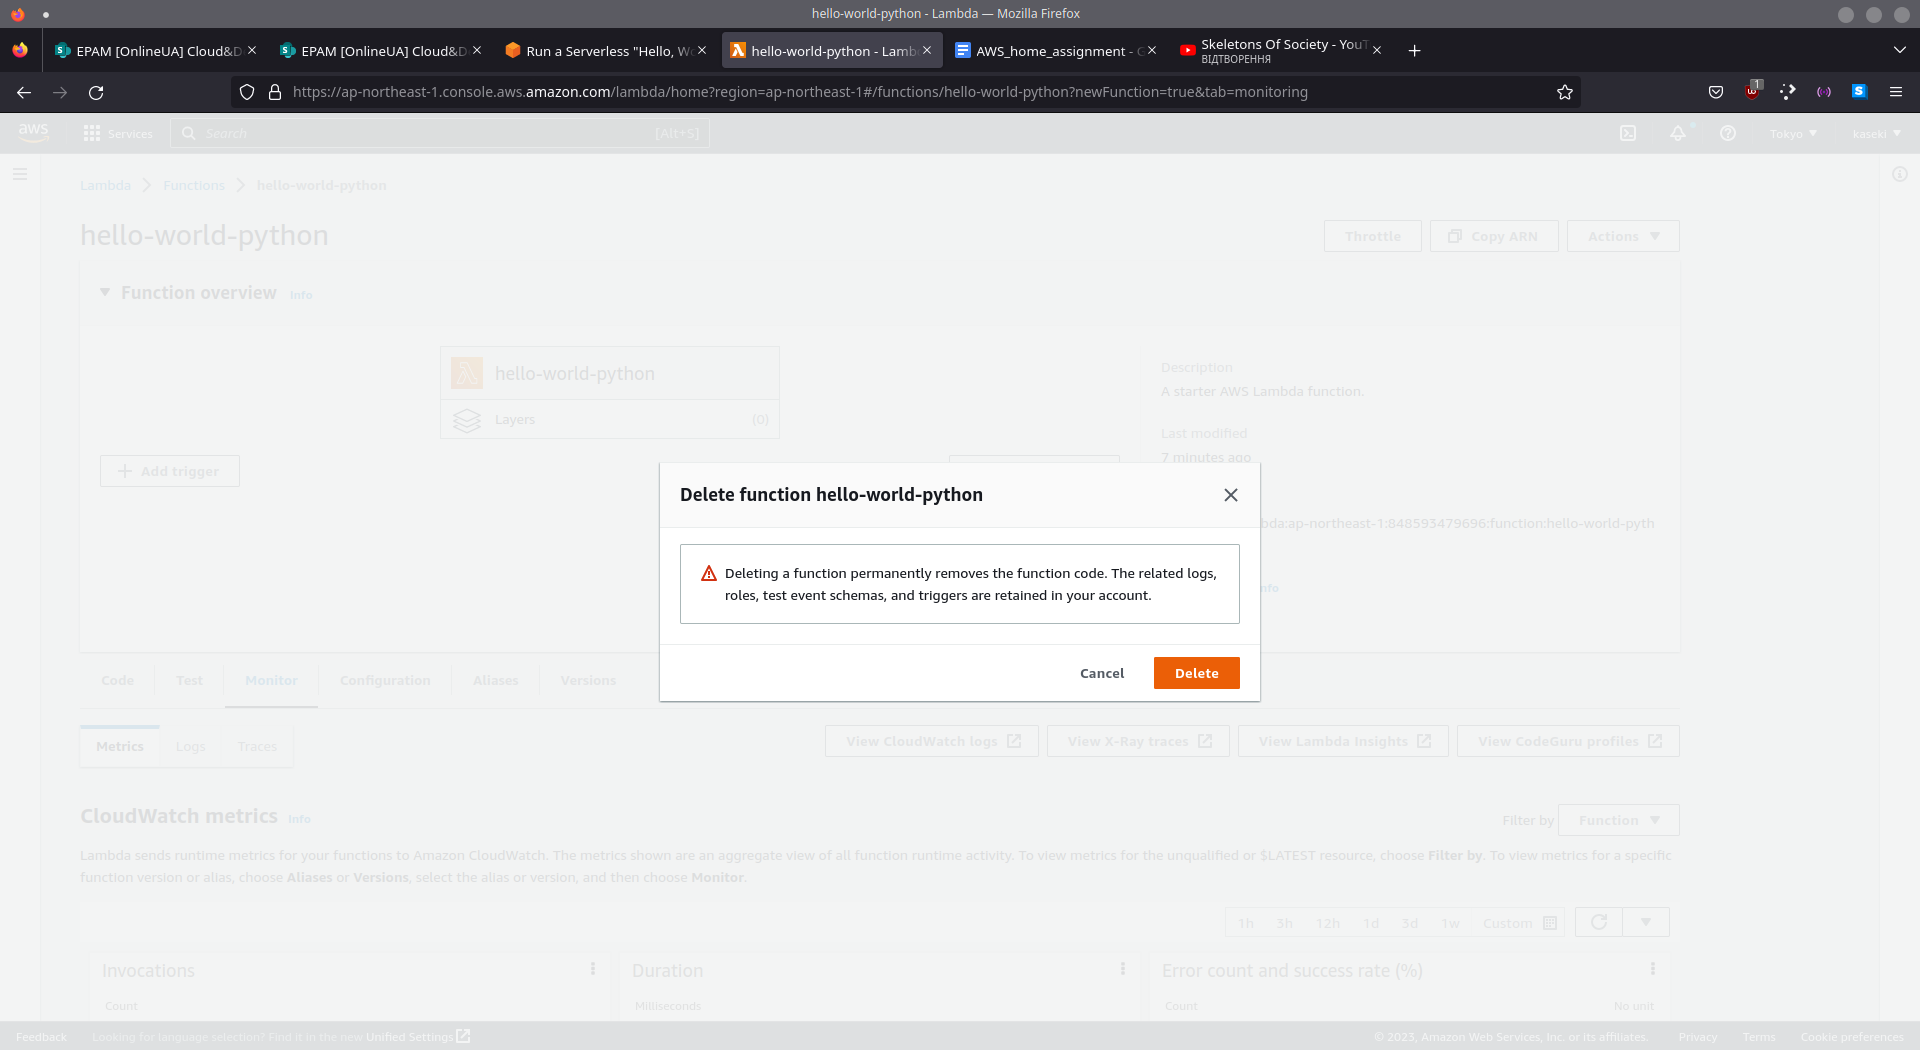 hello-world-python - Lambda — Mozilla Firefox
EPAM [OnlineUA] Cloud&D
EPAM [OnlineUA] Cloud&D
Run a Serverless "Hello, Wo
hello-world-python - Lamb
AWS_home_assignment - G
Skeletons Of Society - YouT
ВІДТВОРЕННЯ
https://ap-northeast-1.console.aws.amazon.com/lambda/home?region=ap-northeast-1#/functions/hello-world-python?newFunction=true&tab=monitoring
1
aws
Services
Search
[Alt+S]
Tokyo
kaseki
Lambda
Functions
hello-world-python
hello-world-python
Throttle
Copy ARN
Actions
Function overview
Info
hello-world-python
Layers
(0)
Add trigger
Description
A starter AWS Lambda function.
Last modified
7 minutes ago
bda:ap-northeast-1:848593479696:function:hello-world-pyth
nfo
Delete function hello-world-python
Deleting a function permanently removes the function code. The related logs,
roles, test event schemas, and triggers are retained in your account.
Cancel
Delete
Code
Test
Monitor
Configuration
Aliases
Versions
Metrics
Logs
Traces
View CloudWatch logs
View X-Ray traces
View Lambda Insights
View CodeGuru profiles
CloudWatch metrics
Info
Filter by
Function
Lambda sends runtime metrics for your functions to Amazon CloudWatch. The metrics shown are an aggregate view of all function runtime activity. To view metrics for the unqualified or $LATEST resource, choose Filter by. To view metrics for a specific
function version or alias, choose Aliases or Versions, select the alias or version, and then choose Monitor.
1h
3h
12h
1d
3d
1w
Custom
Invocations
Count
Duration
Milliseconds
Error count and success rate (%)
Count
No unit
Feedback
Looking for language selection? Find it in the new Unified Settings
© 2023, Amazon Web Services, Inc. or its affiliates.
Privacy
Terms
Cookie preferences